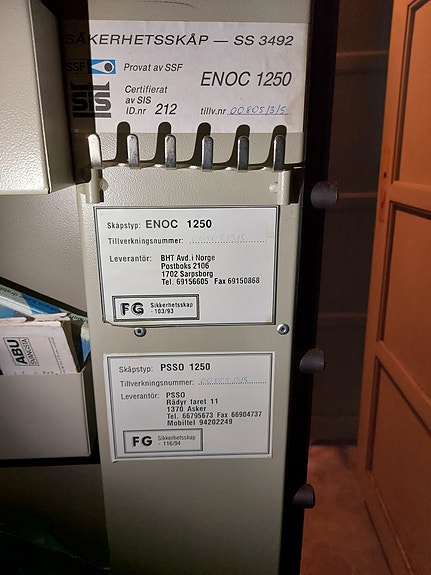 SÄKERHETSSKÅP — SS 3492
SSF Provat av SSF
ENOC 1250
SIS Certifierat
av SIS
ID.nr 212 tillv.nr
Skåpstyp: ENOC 1250
Tillverkningsnummer:
Leverantör: BHT Avd.i Norge
Postboks 2106
1702 Sarpsborg
Tel. 69156605 Fax 69150868
FG Sikkerhetsskap
- 103/93
Skåpstyp: PSSO 1250
Tillverkningsnummer:
Leverantör: PSSO
Rådyr faret 11
1370 Asker
Tel. 66795673 Fax 66904737
Mobiltel 94202249
FG Sikkerhetsskap
- 116/94
ABU